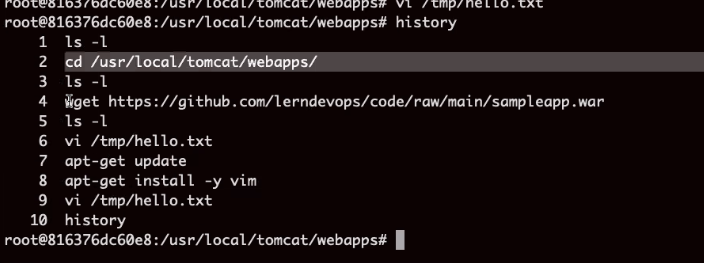 root@816376dc60e8:/usr/local/tomcat/webapps# vi /tmp/hello.txt
root@816376dc60e8:/usr/local/tomcat/webapps# history
1 ls -l
2 cd /usr/local/tomcat/webapps/
3 ls -l
4 wget https://github.com/lerndevops/code/raw/main/sampleapp.war
5 ls -l
6 vi /tmp/hello.txt
7 apt-get update
8 apt-get install -y vim
9 vi /tmp/hello.txt
10 history
root@816376dc60e8:/usr/local/tomcat/webapps#